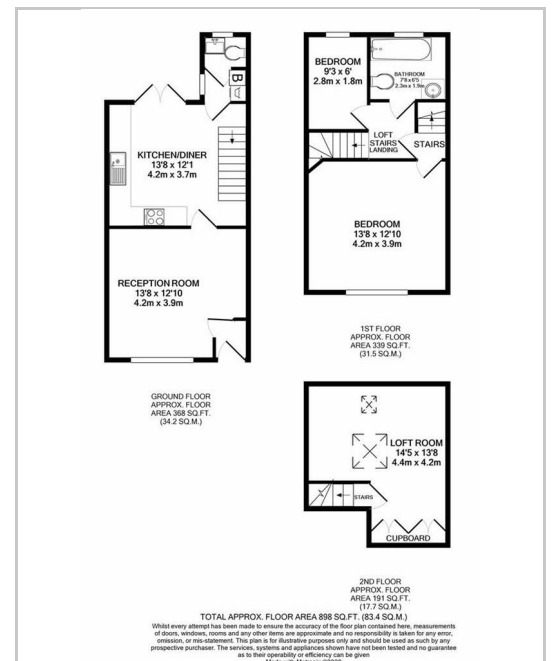 B
KITCHEN/DINER
13'8 x 12'1
4.2m x 3.7m
RECEPTION ROOM
13'8 x 12'10
4.2m x 3.9m
GROUND FLOOR
APPROX. FLOOR
AREA 368 SQ.FT.
(34.2 SQ.M.)
BEDROOM
9'3 x 6'
2.8m x 1.8m
BATHROOM
7'8 x 6'5
2.3m x 1.9m
LOFT
STAIRS
LANDING
STAIRS
BEDROOM
13'8 x 12'10
4.2m x 3.9m
1ST FLOOR
APPROX. FLOOR
AREA 339 SQ.FT.
(31.5 SQ.M.)
LOFT ROOM
14'5 x 13'8
4.4m x 4.2m
STAIRS
CUPBOARD
2ND FLOOR
APPROX. FLOOR
AREA 191 SQ.FT.
(17.7 SQ.M.)
TOTAL APPROX. FLOOR AREA 898 SQ.FT. (83.4 SQ.M.)
Whilst every attempt has been made to ensure the accuracy of the floor plan contained here, measurements
of doors, windows, rooms and any other items are approximate and no responsibility is taken for any error,
omission, or mis-statement. This plan is for illustrative purposes only and should be used as such by any
prospective purchaser. The services, systems and appliances shown have not been tested and no guarantee
as to their operability or efficiency can be given